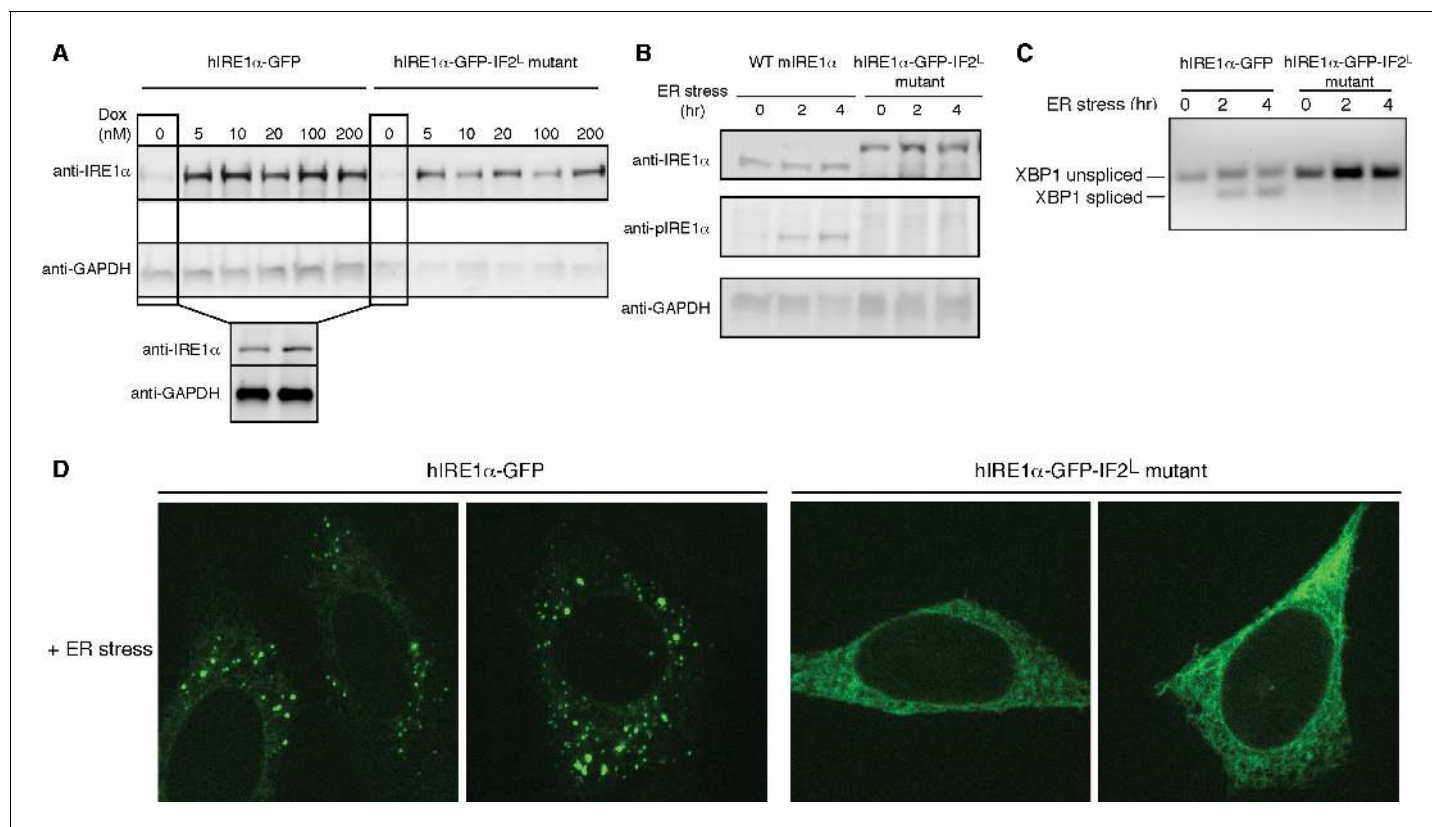 A
hIRE1α-GFP
hIRE1α-GFP-IF2ᴸ mutant
Dox
(nM)
0 5 10 20 100 200 0 5 10 20 100 200
anti-IRE1α
anti-GAPDH
anti-IRE1α
anti-GAPDH
B
WT mIRE1α
hIRE1α-GFP-IF2ᴸ
mutant
ER stress
(hr)
0 2 4 0 2 4
anti-IRE1α
anti-pIRE1α
anti-GAPDH
C
hIRE1α-GFP
hIRE1α-GFP-IF2ᴸ
mutant
ER stress (hr)
0 2 4 0 2 4
XBP1 unspliced
XBP1 spliced
D
hIRE1α-GFP
hIRE1α-GFP-IF2ᴸ mutant
+ ER stress